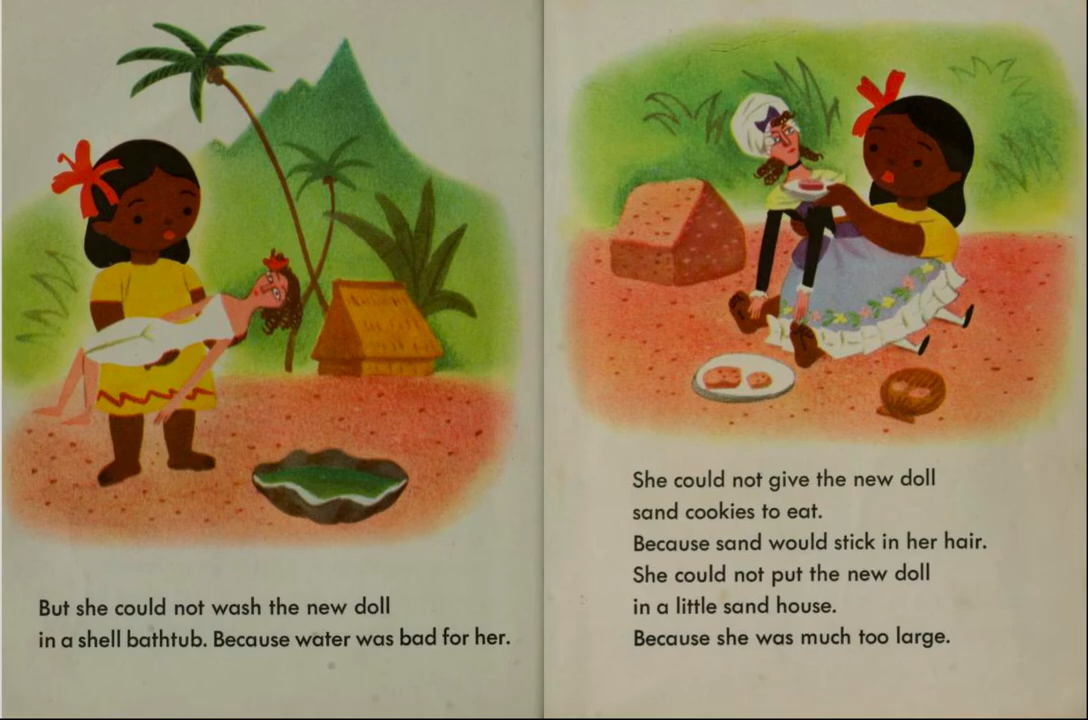 But she could not wash the new doll
in a shell bathtub. Because water was bad for her.
She could not give the new doll
sand cookies to eat.
Because sand would stick in her hair.
She could not put the new doll
in a little sand house.
Because she was much too large.